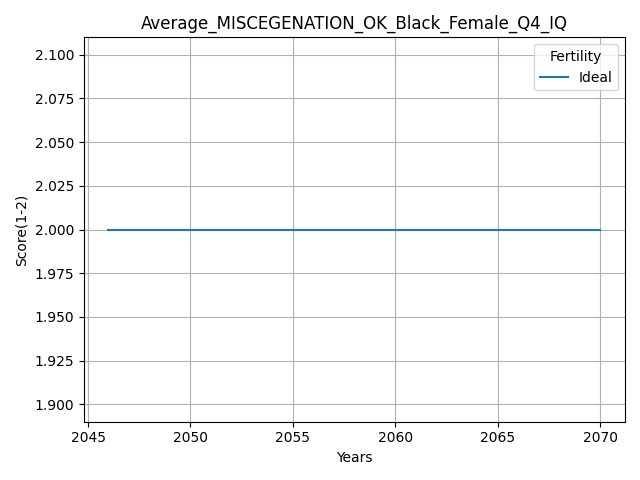 Average_MISCEGENATION_OK_Black_Female_Q4_IQ
Fertility
Ideal
Score(1-2)
2.100
2.075
2.050
2.025
2.000
1.975
1.950
1.925
1.900
2045 2050 2055 2060 2065 2070
Years